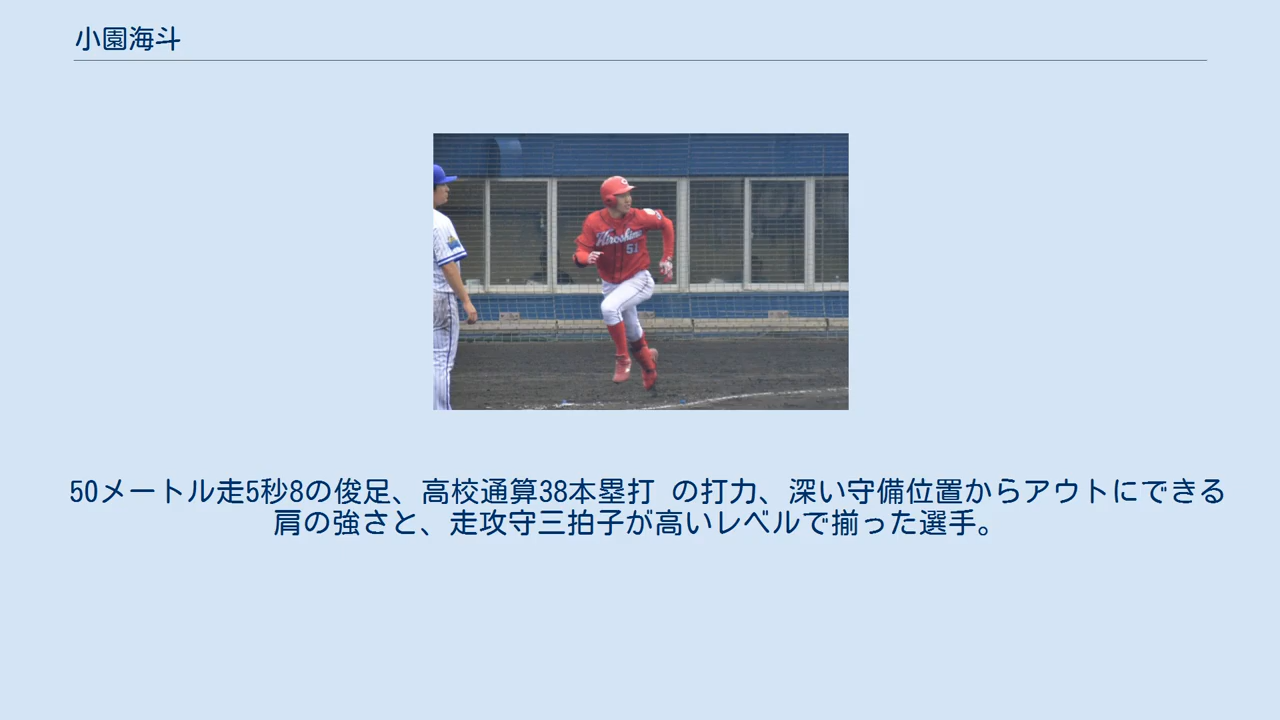 小園海斗
Hiroshima
51
50メートル走5秒8の俊足、高校通算38本塁打 の打力、深い守備位置からアウトにできる
肩の強さと、走攻守三拍子が高いレベルで揃った選手。